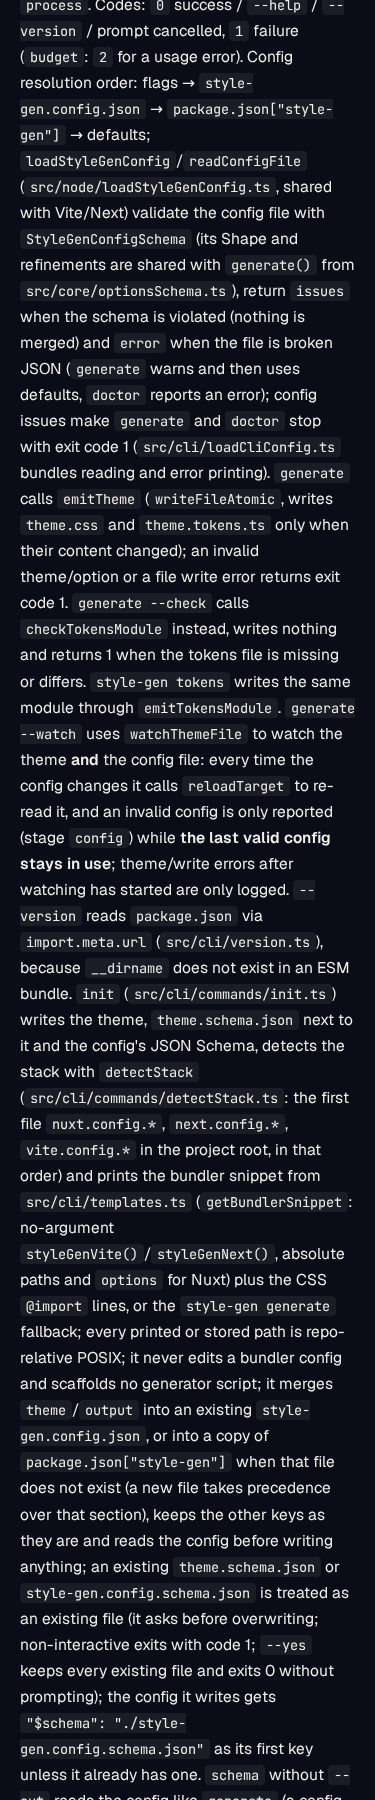 process . Codes: 0 success / --help / --
version / prompt cancelled, 1 failure
( budget : 2 for a usage error). Config
resolution order: flags → style-
gen.config.json → package.json["style-
gen"] → defaults;
loadStyleGenConfig / readConfigFile
( src/node/loadStyleGenConfig.ts , shared
with Vite/Next) validate the config file with
StyleGenConfigSchema (its Shape and
refinements are shared with generate() from
src/core/optionsSchema.ts ), return issues
when the schema is violated (nothing is
merged) and error when the file is broken
JSON ( generate warns and then uses
defaults, doctor reports an error); config
issues make generate and doctor stop
with exit code 1 ( src/cli/loadCliConfig.ts
bundles reading and error printing). generate
calls emitTheme ( writeFileAtomic , writes
theme.css and theme.tokens.ts only when
their content changed); an invalid
theme/option or a file write error returns exit
code 1. generate --check calls
checkTokensModule instead, writes nothing
and returns 1 when the tokens file is missing
or differs. style-gen tokens writes the same
module through emitTokensModule . generate
--watch uses watchThemeFile to watch the
theme and the config file: every time the
config changes it calls reloadTarget to re-
read it, and an invalid config is only reported
(stage config ) while the last valid config
stays in use; theme/write errors after
watching has started are only logged. --
version reads package.json via
import.meta.url ( src/cli/version.ts ),
because __dirname does not exist in an ESM
bundle. init ( src/cli/commands/init.ts )
writes the theme, theme.schema.json next to
it and the config's JSON Schema, detects the
stack with detectStack
( src/cli/commands/detectStack.ts : the first
file nuxt.config.* , next.config.* ,
vite.config.* in the project root, in that
order) and prints the bundler snippet from
src/cli/templates.ts ( getBundlerSnippet :
no-argument
styleGenVite() / styleGenNext() , absolute
paths and options for Nuxt) plus the CSS
@import lines, or the style-gen generate
fallback; every printed or stored path is repo-
relative POSIX; it never edits a bundler config
and scaffolds no generator script; it merges
theme / output into an existing style-
gen.config.json , or into a copy of
package.json["style-gen"] when that file
does not exist (a new file takes precedence
over that section), keeps the other keys as
they are and reads the config before writing
anything; an existing theme.schema.json or
style-gen.config.schema.json is treated as
an existing file (it asks before overwriting;
non-interactive exits with code 1; --yes
keeps every existing file and exits 0 without
prompting); the config it writes gets
"$schema": "./style-
gen.config.schema.json" as its first key
unless it already has one. schema without --